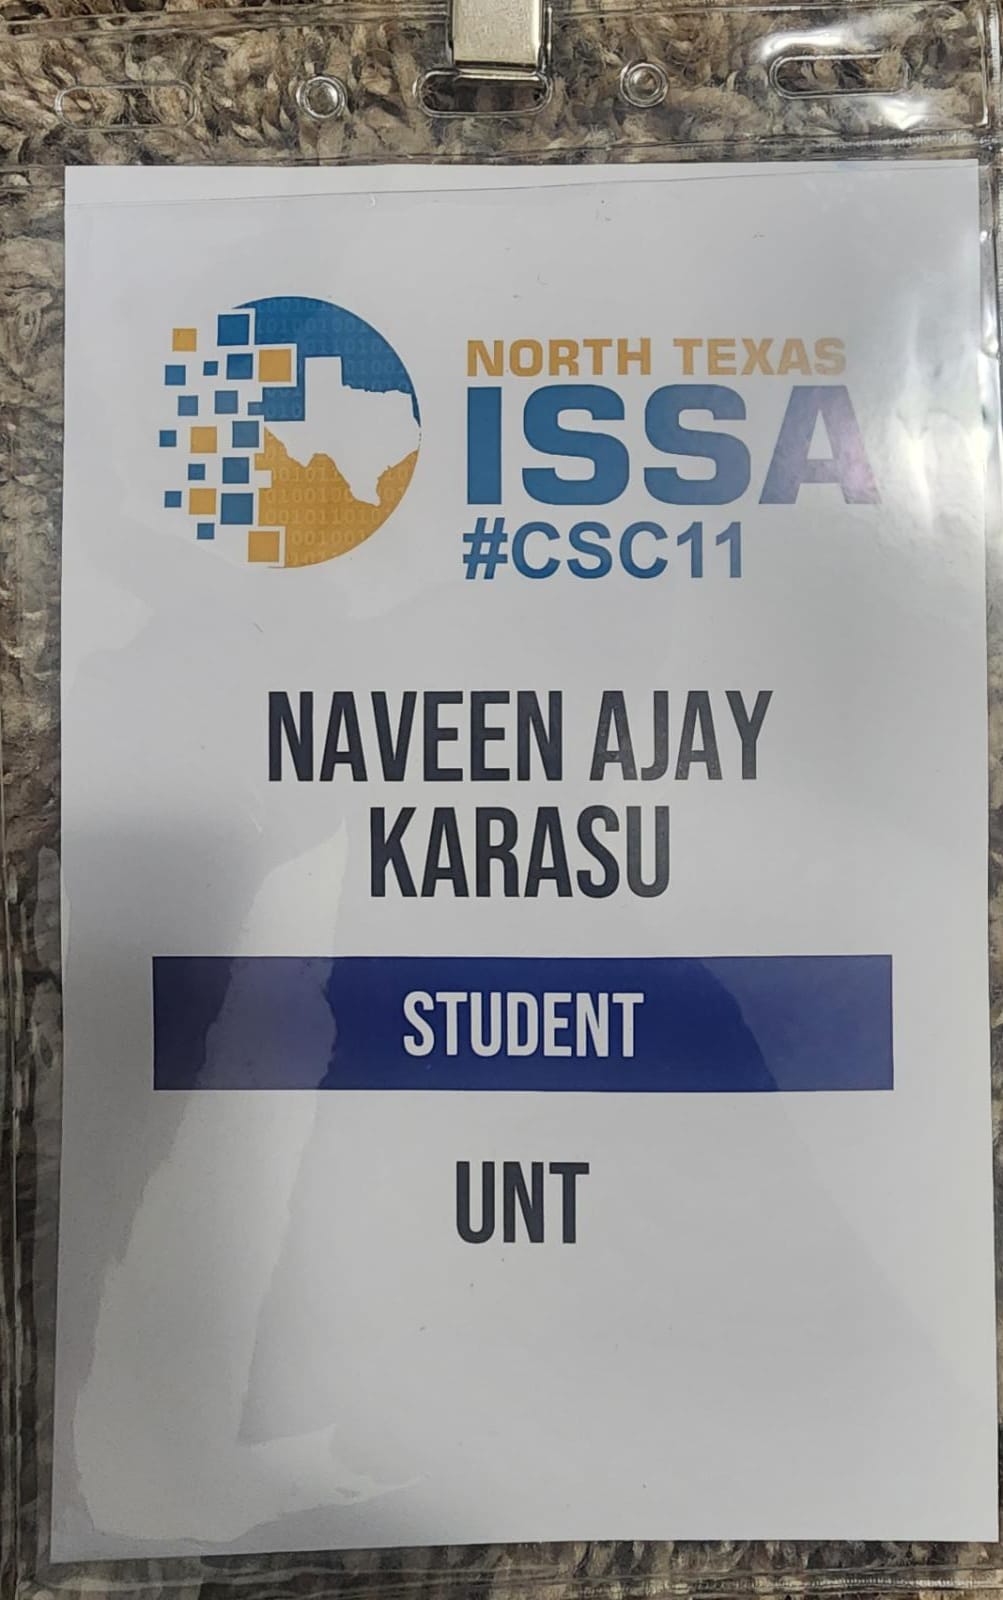 NORTH TEXAS
ISSA
#CSC11
NAVEEN AJAY
KARASU
STUDENT
UNT